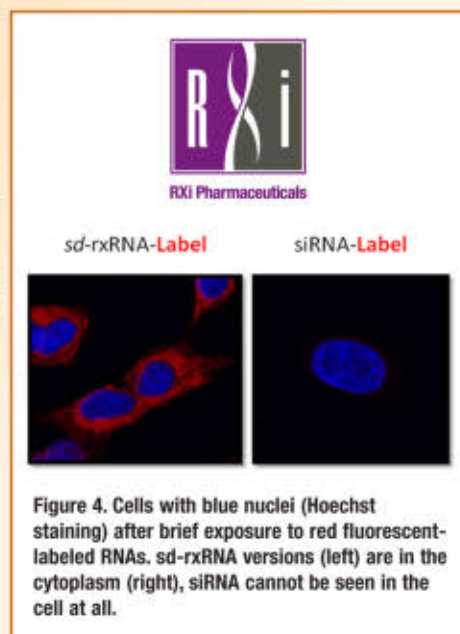 RXi
RXi Pharmaceuticals
sd-rxRNA-Label
siRNA-Label
Figure 4. Cells with blue nuclei (Hoechst
staining) after brief exposure to red fluorescent-
labeled RNAs. sd-rxRNA versions (left) are in the
cytoplasm (right), siRNA cannot be seen in the
cell at all.